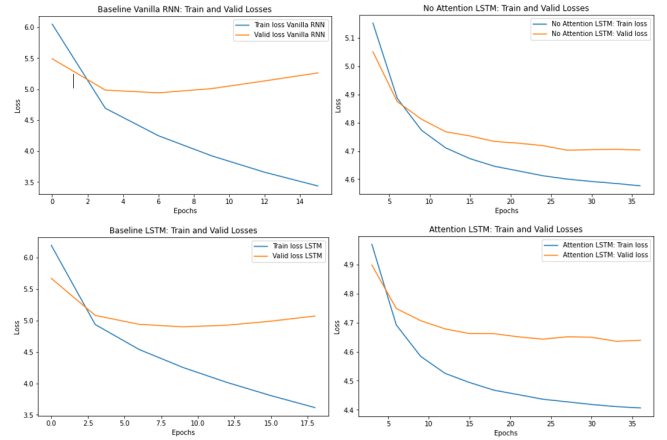 Baseline Vanilla RNN: Train and Valid Losses
Train loss Vanilla RNN
Valid loss Vanilla RNN
6.0
5.5
5.0
4.5
4.0
3.5
Loss
0
2
4
6
8
10
12
14
Epochs
No Attention LSTM: Train and Valid Losses
No Attention LSTM: Train loss
No Attention LSTM: Valid loss
5.1
5.0
4.9
4.8
4.7
4.6
Loss
5
10
15
20
25
30
35
Epochs
Baseline LSTM: Train and Valid Losses
Train loss LSTM
Valid loss LSTM
6.0
5.5
5.0
4.5
4.0
3.5
Loss
0.0
2.5
5.0
7.5
10.0
12.5
15.0
17.5
Epochs
Attention LSTM: Train and Valid Losses
Attention LSTM: Train loss
Attention LSTM: Valid loss
4.9
4.8
4.7
4.6
4.5
4.4
Loss
5
10
15
20
25
30
35
Epochs